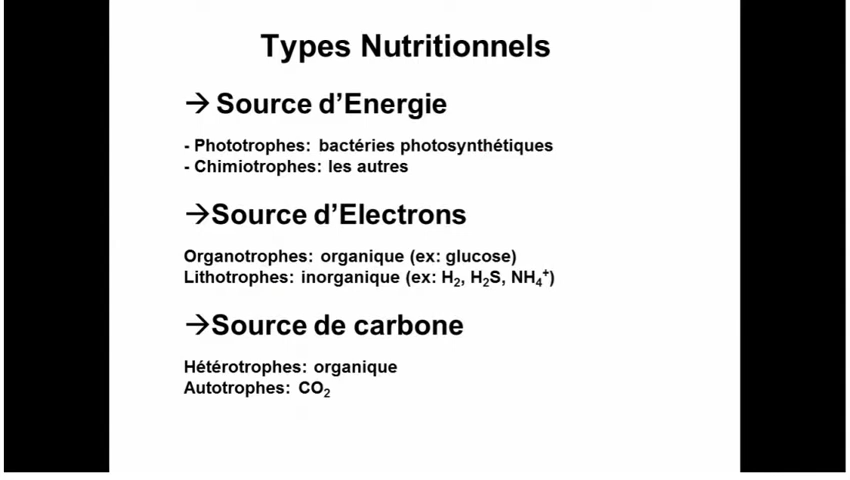 Types Nutritionnels
→ Source d’Energie
- Phototrophes: bactéries photosynthétiques
- Chimiotrophes: les autres
→Source d’Electrons
Organotrophes: organique (ex: glucose)
Lithotrophes: inorganique (ex: H₂, H₂S, NH₄⁺)
→Source de carbone
Hétérotrophes: organique
Autotrophes: CO₂